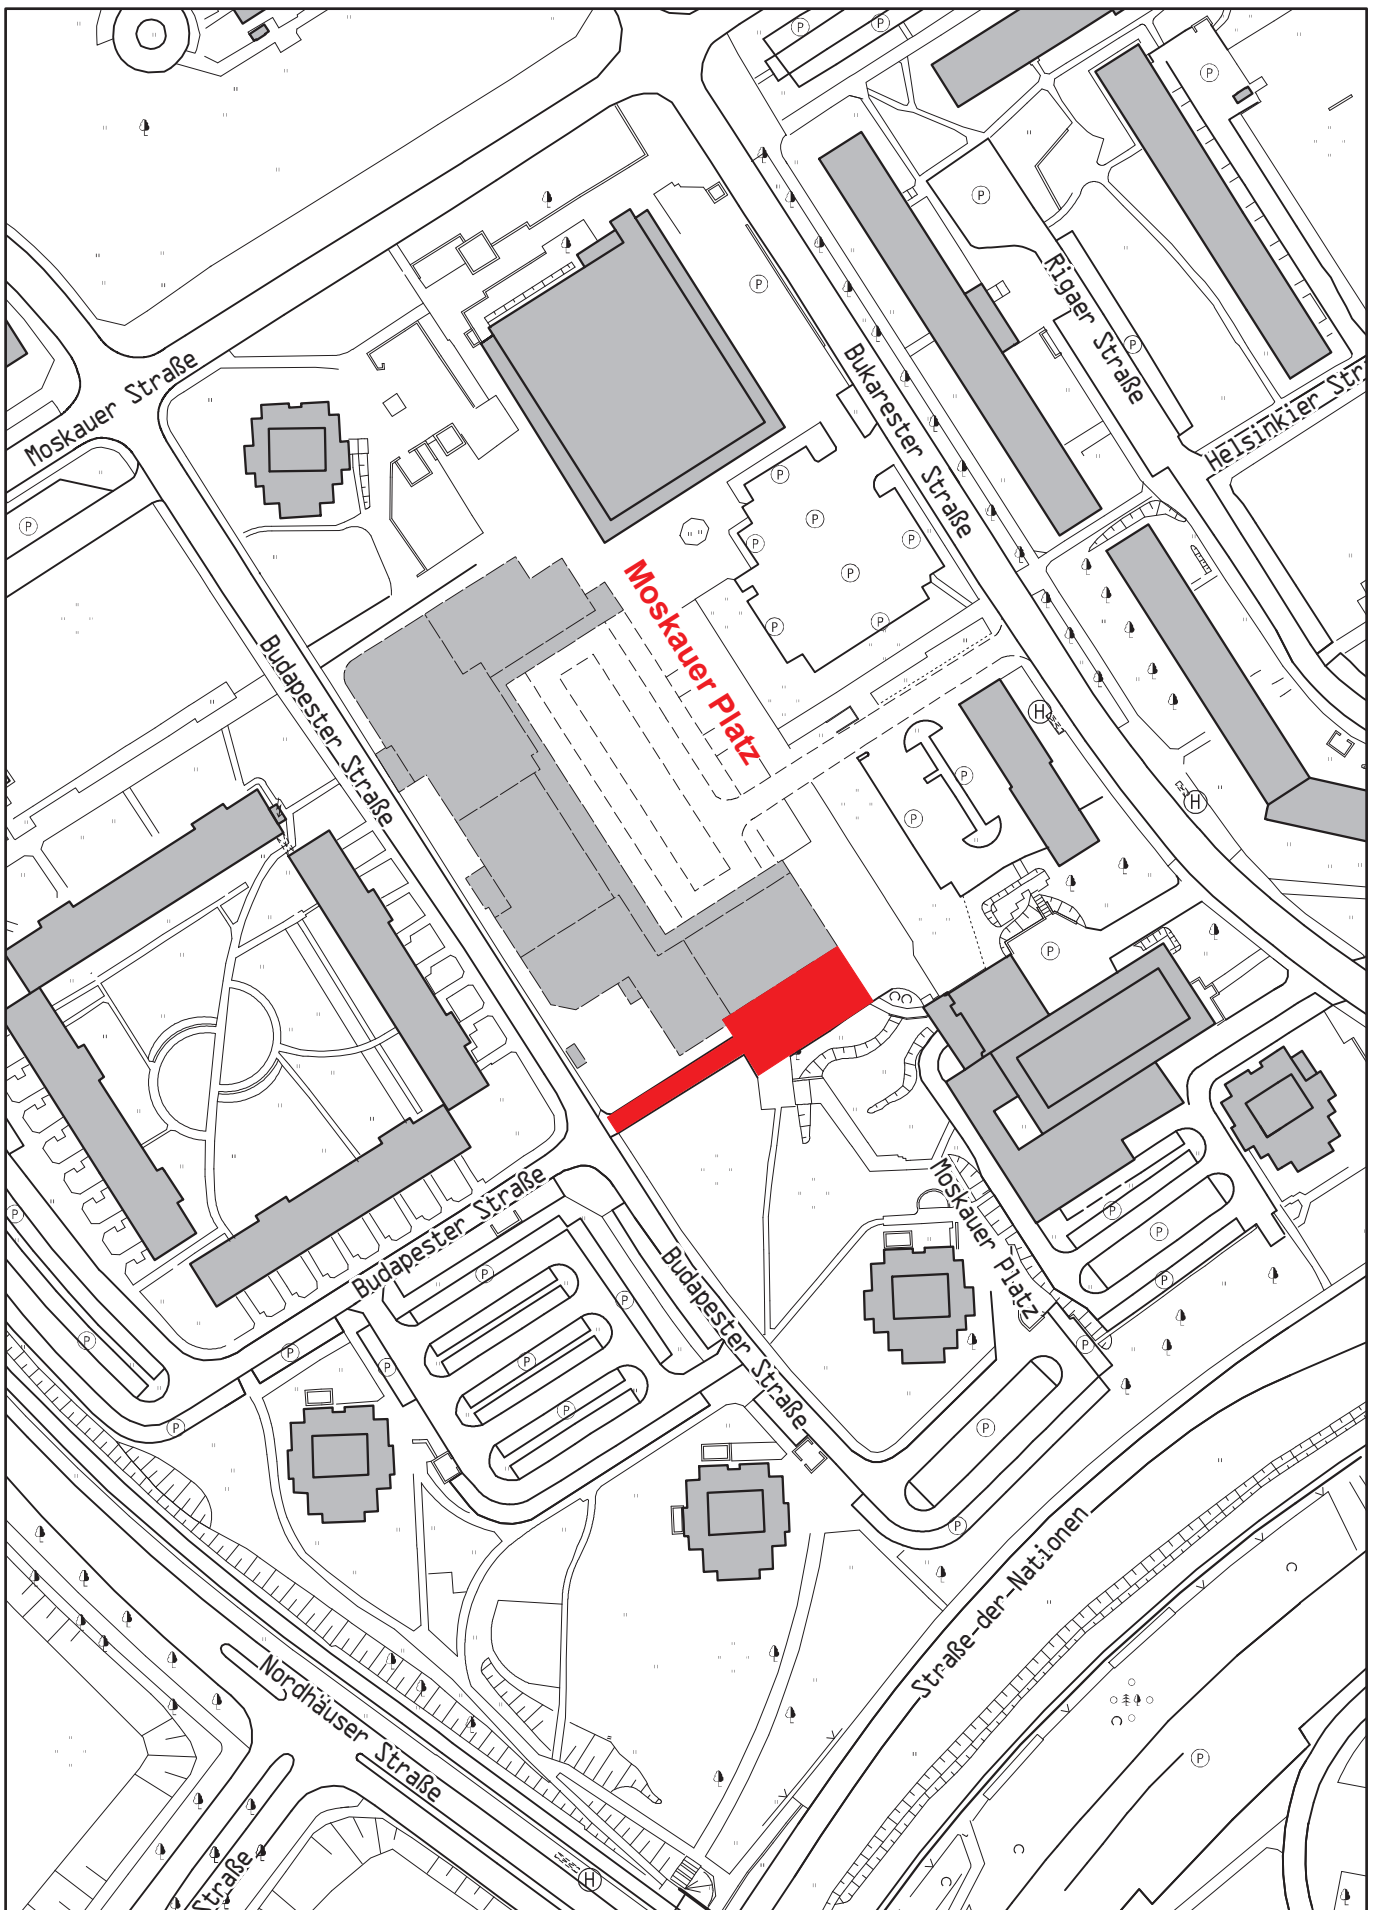 P
P
P
P
Rigaer Straße
P
P
Moskauer Straße
Bukarester Straße
Helsinkier Str
P
P
P
P
P
Moskauer Platz
P
P
P
P
Budapester Straße
H
P
H
P
P
Moskauer Platz
P
Budapester Straße
P
P
P
Budapester Straße
P
P
P
P
P
P
P
P
P
P
P
Straße-der-Nationen
Nordhäuser Straße
P
Straße
H